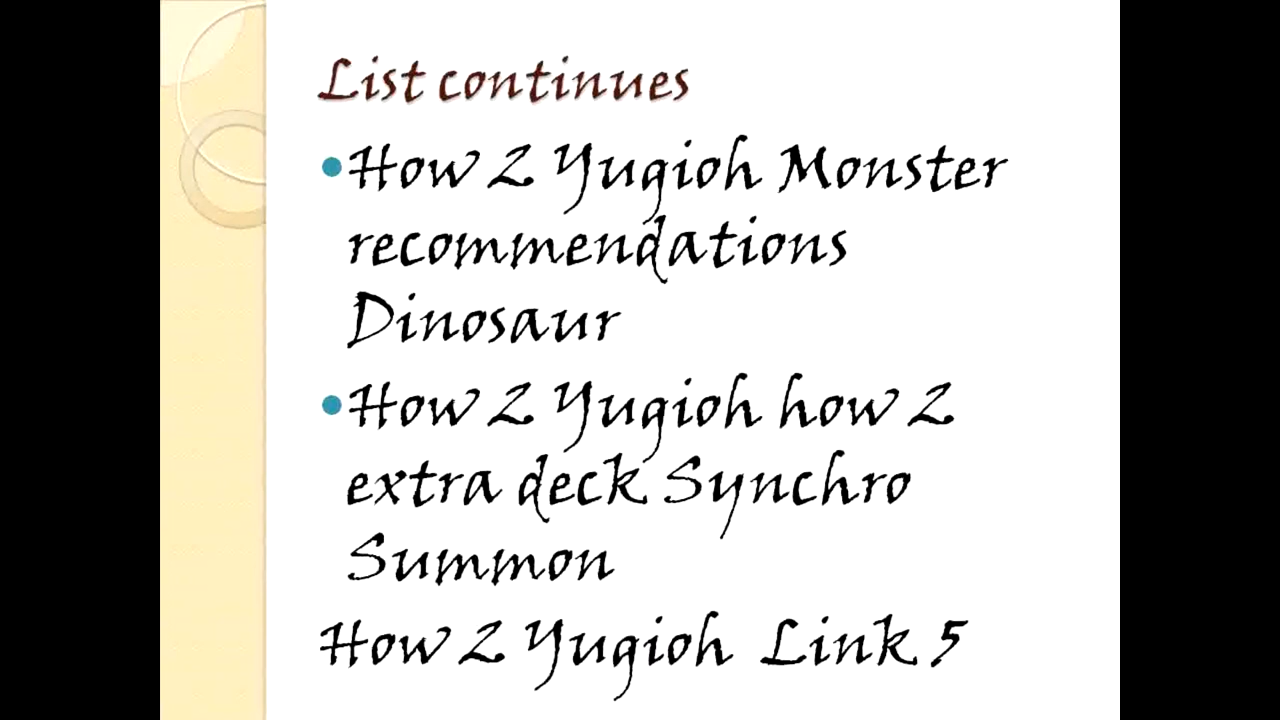 List continues
•How 2 Yugioh Monster
recommendations
Dinosaur
•How 2 Yugioh how 2
extra deck Synchro
Summon
How 2 Yugioh Link 5